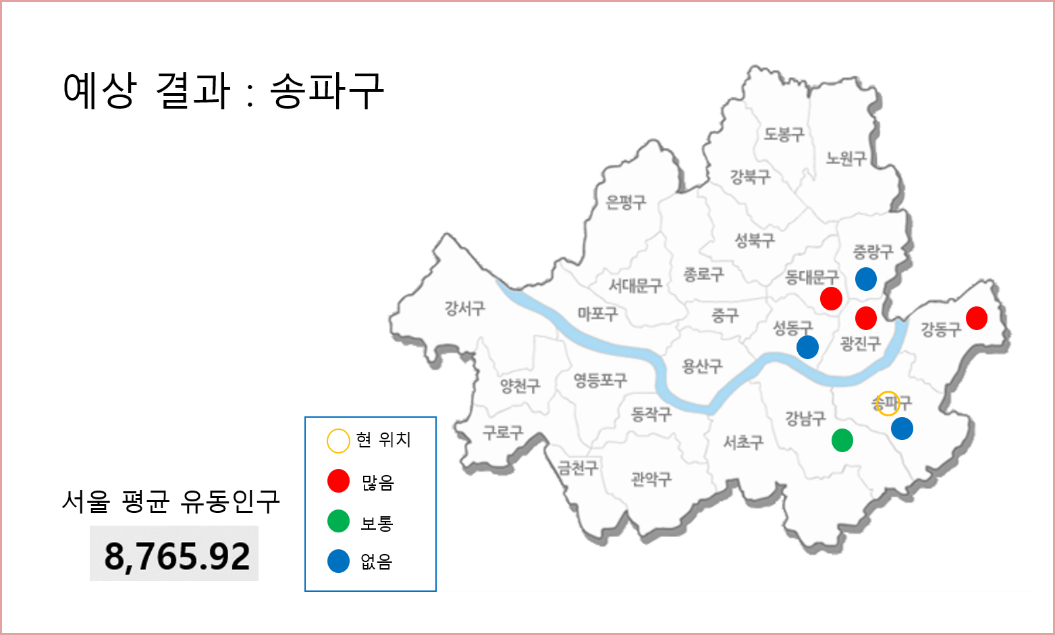 예상 결과 : 송파구
도봉구
노원구
강북구
은평구
성북구
중랑구
종로구
동대문구
서대문구
강서구
마포구
중구
성동구
강동구
광진구
용산구
양천구
영등포구
송파구
동작구
강남구
구로구
서초구
금천구
관악구
현 위치
많음
보통
없음
서울 평균 유동인구
8,765.92